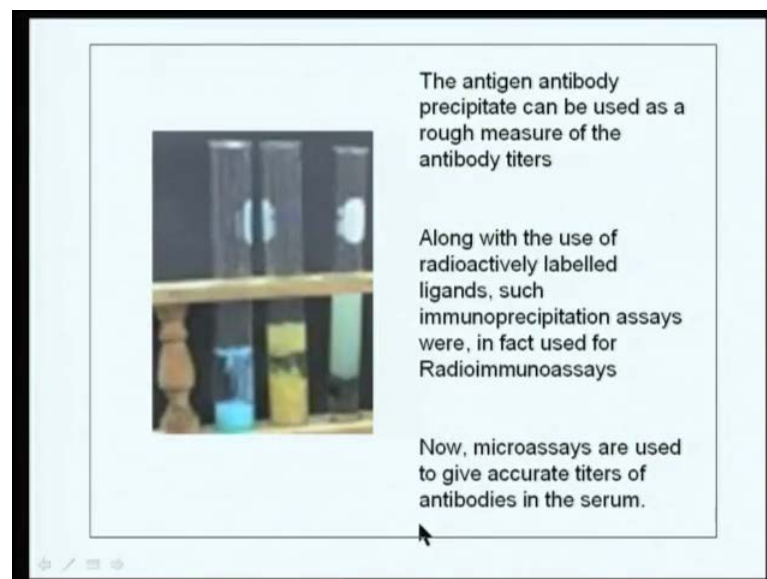 The antigen antibody
precipitate can be used as a
rough measure of the
antibody titers
Along with the use of
radioactively labelled
ligands, such
immunoprecipitation assays
were, in fact used for
Radioimmunoassays
Now, microassays are used
to give accurate titers of
antibodies in the serum.